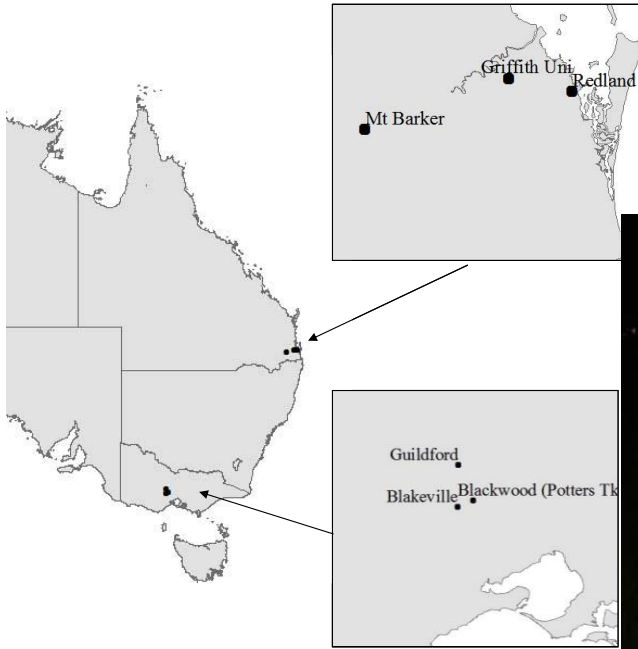 Griffith Uni
Redland
Mt Barker
Guildford
Blackwood (Potters Tk
Blakeville